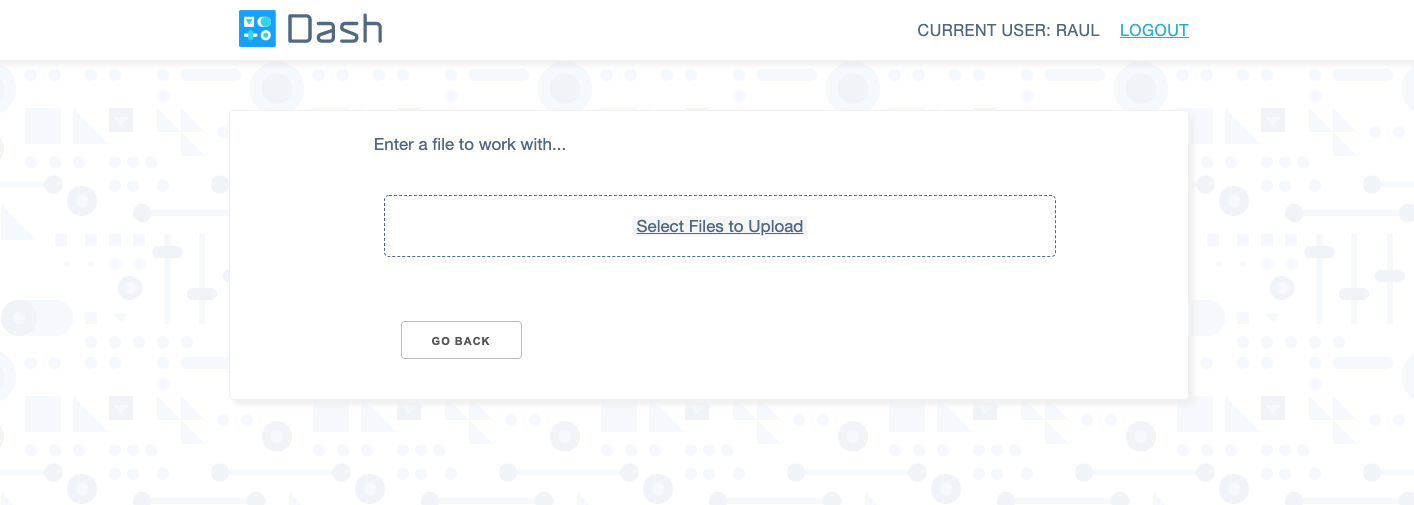 Dash
CURRENT USER: RAUL LOGOUT
Enter a file to work with...
Select Files to Upload
GO BACK